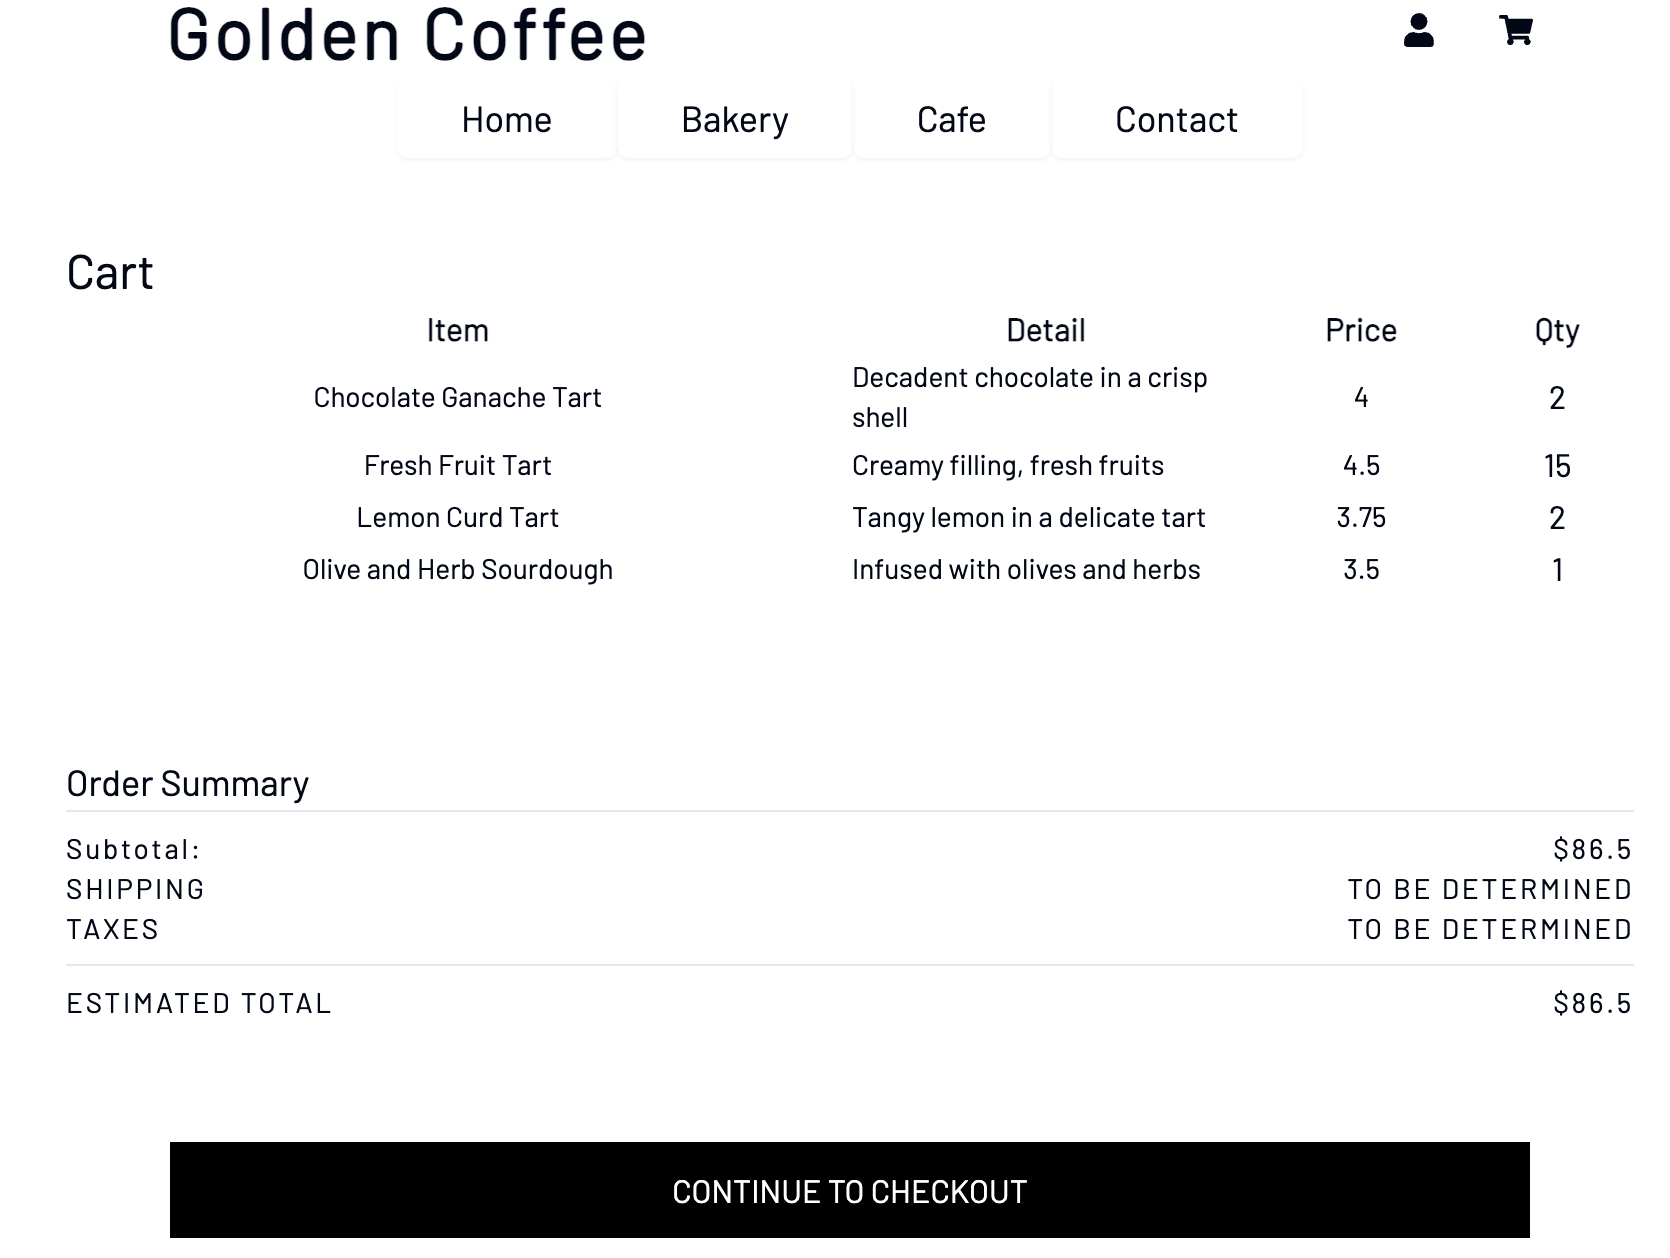 Golden Coffee
Home Bakery Cafe Contact
Cart
Item Detail Price Qty
Chocolate Ganache Tart Decadent chocolate in a crisp shell 4 2
Fresh Fruit Tart Creamy filling, fresh fruits 4.5 15
Lemon Curd Tart Tangy lemon in a delicate tart 3.75 2
Olive and Herb Sourdough Infused with olives and herbs 3.5 1
Order Summary
Subtotal: $86.5
SHIPPING TO BE DETERMINED
TAXES TO BE DETERMINED
ESTIMATED TOTAL $86.5
CONTINUE TO CHECKOUT